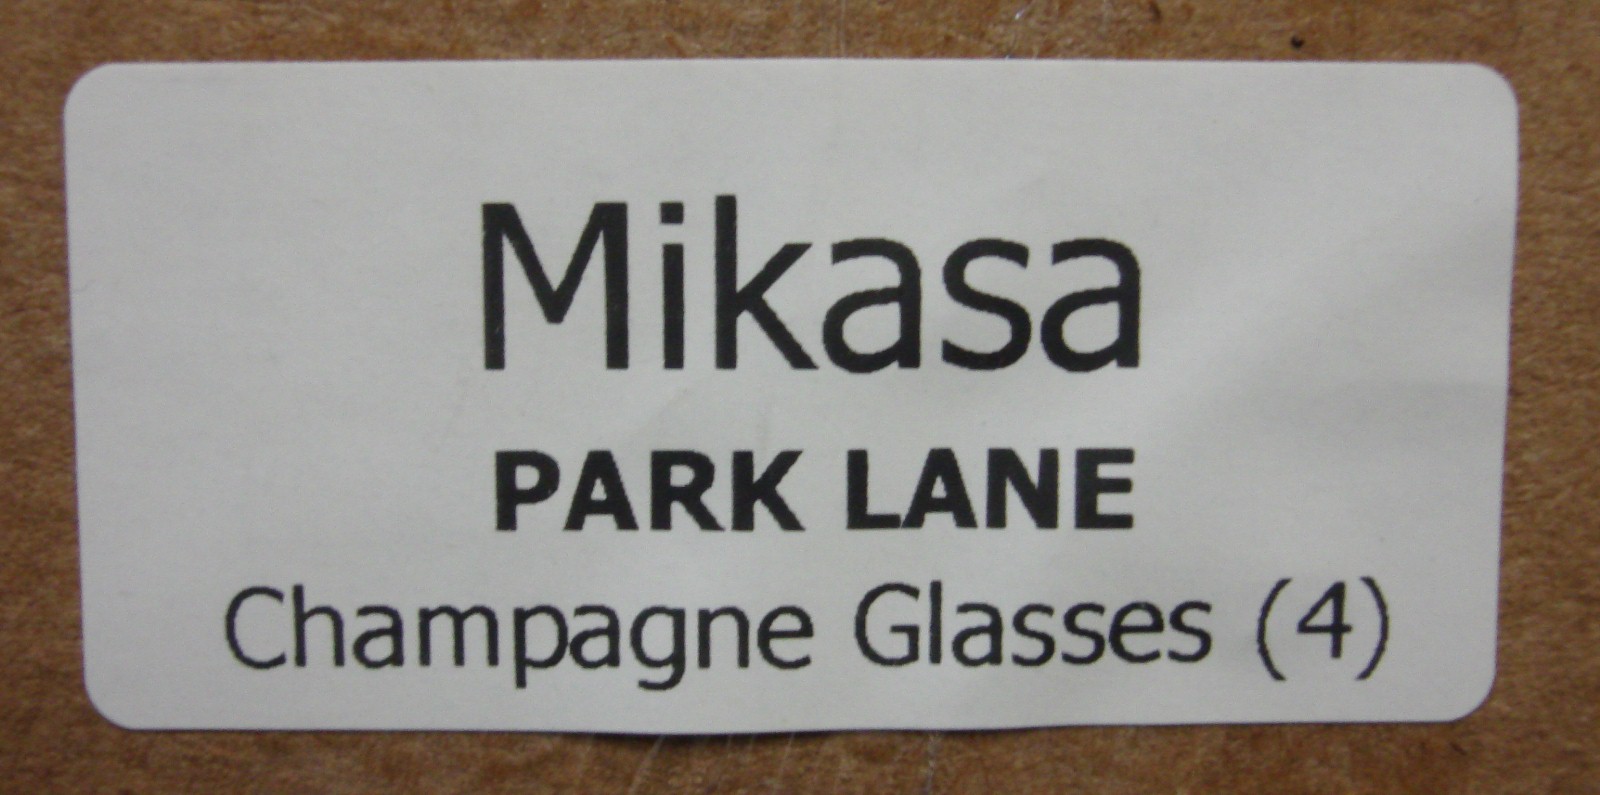 Mikasa
PARK LANE
Champagne Glasses (4)